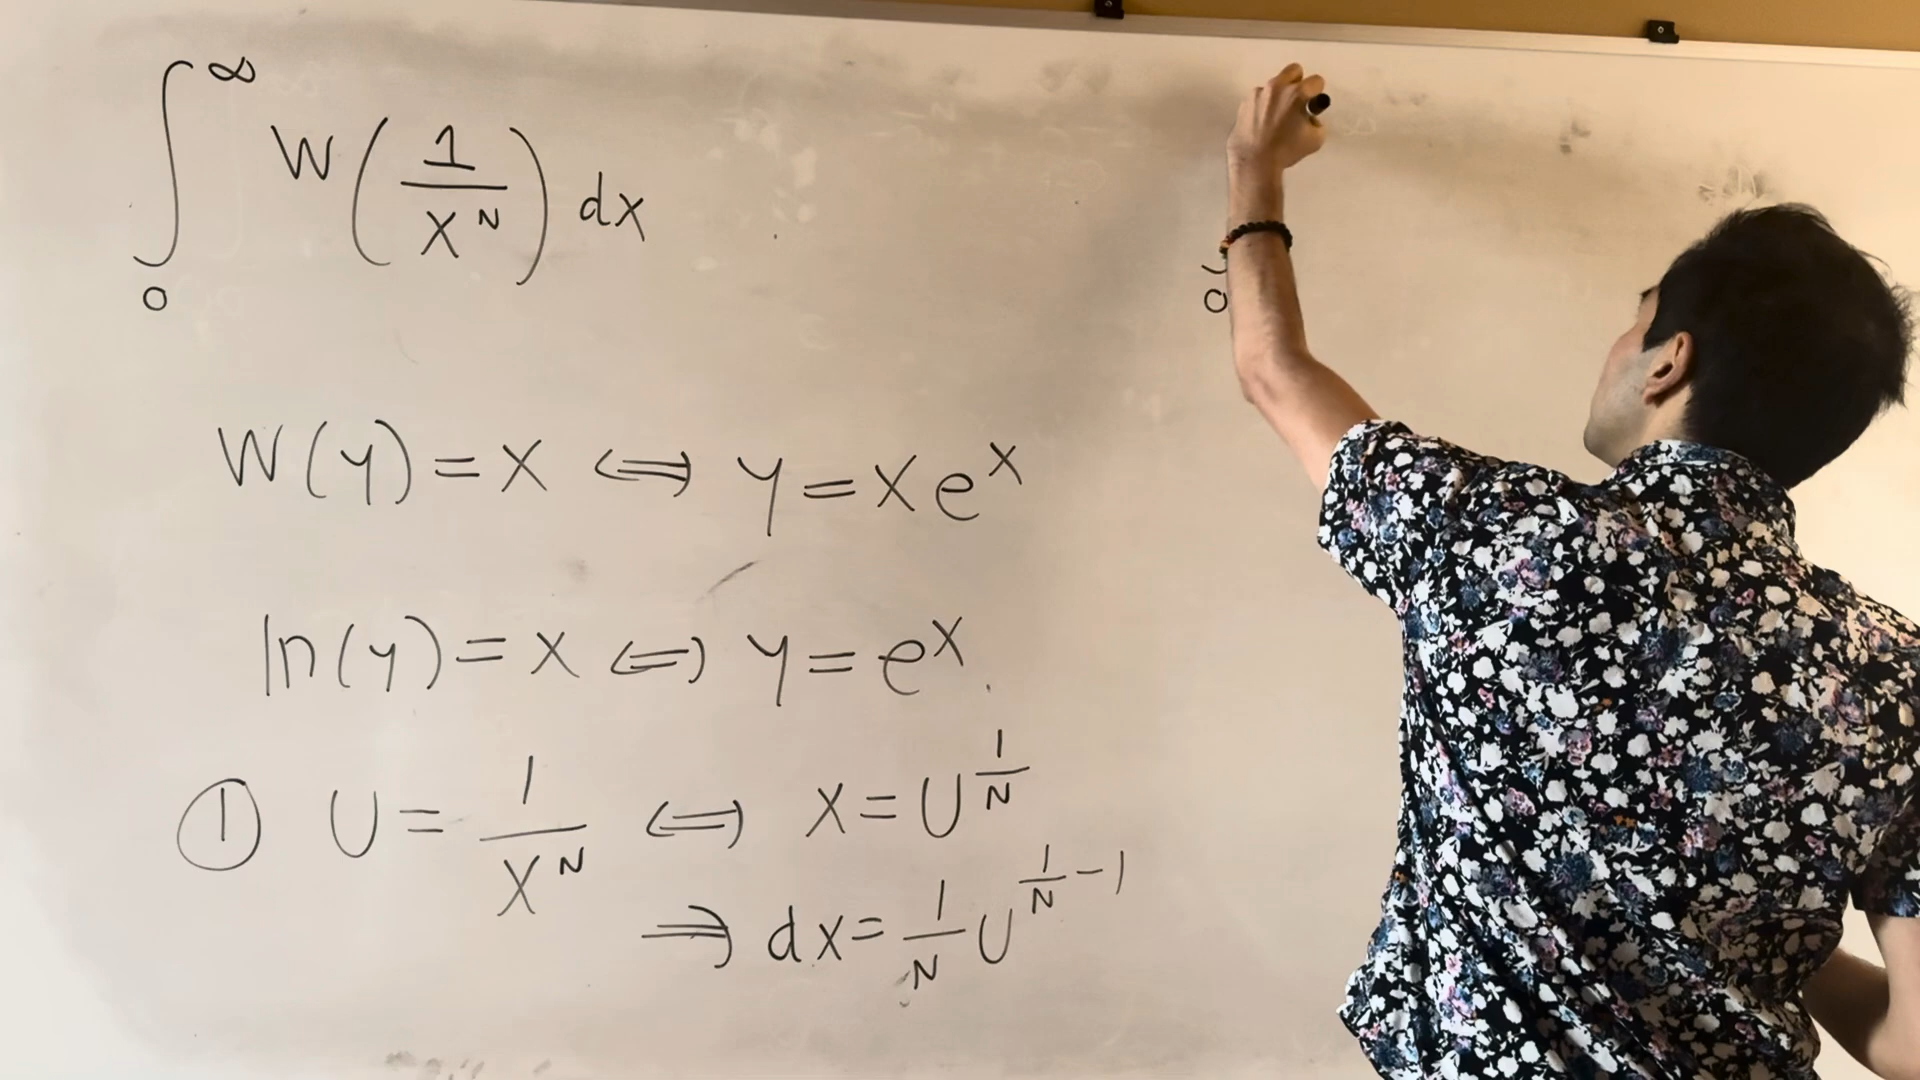 ∫₀^∞ W(1/x^N) dx
W(y) = x ⟺ y = xe^x
ln(y) = x ⟺ y = e^x
① U = 1/x^N ⟺ x = U^(1/N)
⟹ dx = 1/N U^(1/N - 1)